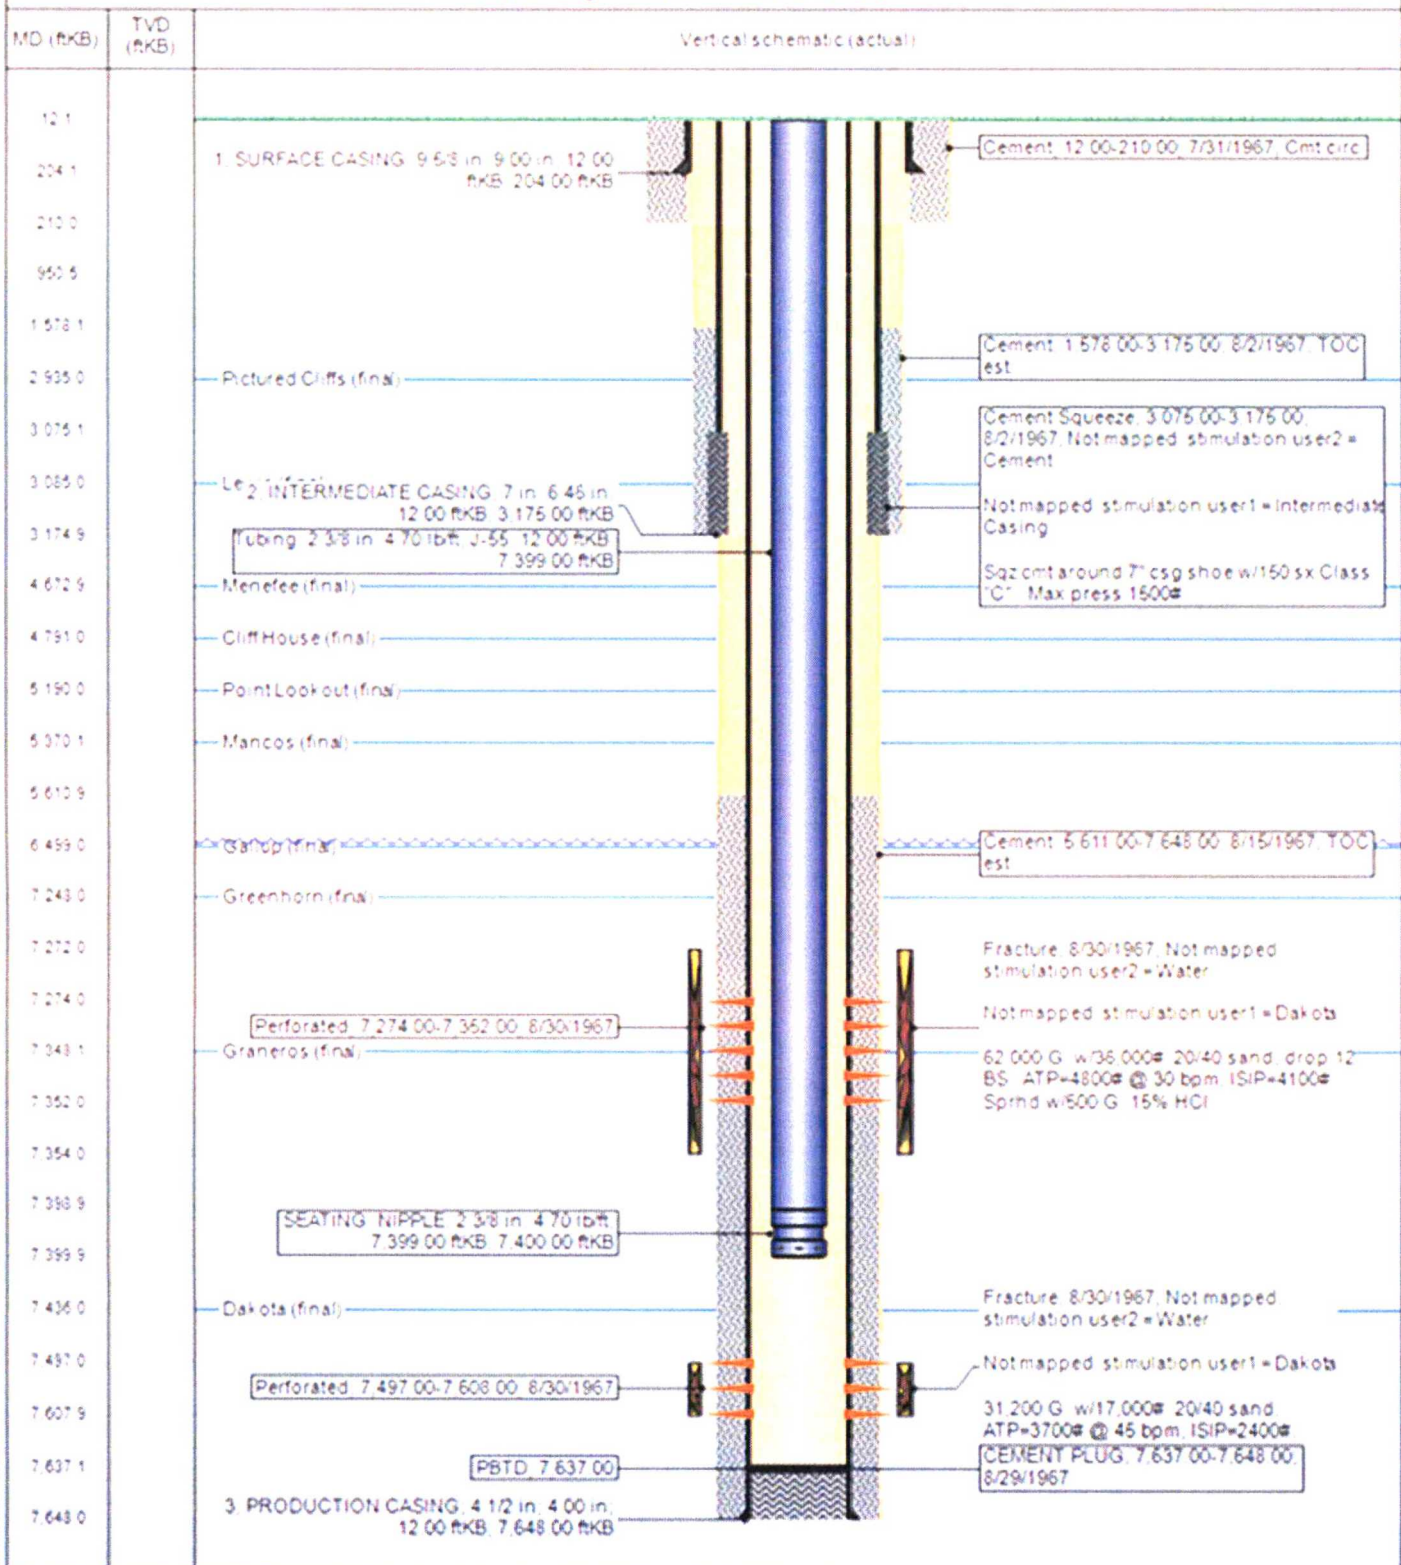 MD (ftKB)
TVD
(ftKB)
Vertical schematic (actual)
12.1
204.1
210.0
950.5
1,578.1
2,935.0
3,075.1
3,085.0
3,174.9
4,672.9
4,791.0
5,190.0
5,370.1
5,610.9
6,499.0
7,248.0
7,272.0
7,274.0
7,348.1
7,352.0
7,354.0
7,398.9
7,399.9
7,436.0
7,497.0
7,607.9
7,637.1
7,648.0
1. SURFACE CASING, 9 5/8 in, 9.00 in, 12.00
ftKB, 204.00 ftKB
Pictured Cliffs (final)
2. INTERMEDIATE CASING, 7 in, 6.46 in,
12.00 ftKB, 3,175.00 ftKB
Tubing, 2 3/8 in, 4.70 lb/ft, J-55, 12.00 ftKB,
7,399.00 ftKB
Menefee (final)
Cliff House (final)
Point Lookout (final)
Mancos (final)
Gallup (final)
Greenhorn (final)
Perforated, 7,274.00-7,352.00, 8/30/1967
Graneros (final)
SEATING NIPPLE, 2 3/8 in, 4.70 lb/ft,
7,399.00 ftKB, 7,400.00 ftKB
Dakota (final)
Perforated, 7,497.00-7,608.00, 8/30/1967
PBTD, 7,637.00
3. PRODUCTION CASING, 4 1/2 in, 4.00 in,
12.00 ftKB, 7,648.00 ftKB
Cement, 12.00-210.00, 7/31/1967, Cmt circ
Cement, 1,578.00-3,175.00, 8/2/1967, TOC
est
Cement Squeeze, 3,075.00-3,175.00,
8/2/1967, Not mapped: stimulation user2 =
Cement
Not mapped: stimulation user1 = Intermediate
Casing
Sqz cmt around 7" csg shoe w/150 sx Class
"C". Max press 1500#
Cement, 5,611.00-7,648.00, 8/15/1967, TOC
est
Fracture, 8/30/1967, Not mapped:
stimulation user2 = Water
Not mapped: stimulation user1 = Dakota
62,000 G. w/36,000# 20/40 sand, drop 12
BS. ATP=4800# @ 30 bpm, ISIP=4100#
Sprhd w/500 G. 15% HCl
Fracture, 8/30/1967, Not mapped:
stimulation user2 = Water
Not mapped: stimulation user1 = Dakota
31,200 G. w/17,000# 20/40 sand.
ATP=3700# @ 45 bpm, ISIP=2400#
CEMENT PLUG, 7,637.00-7,648.00,
8/29/1967